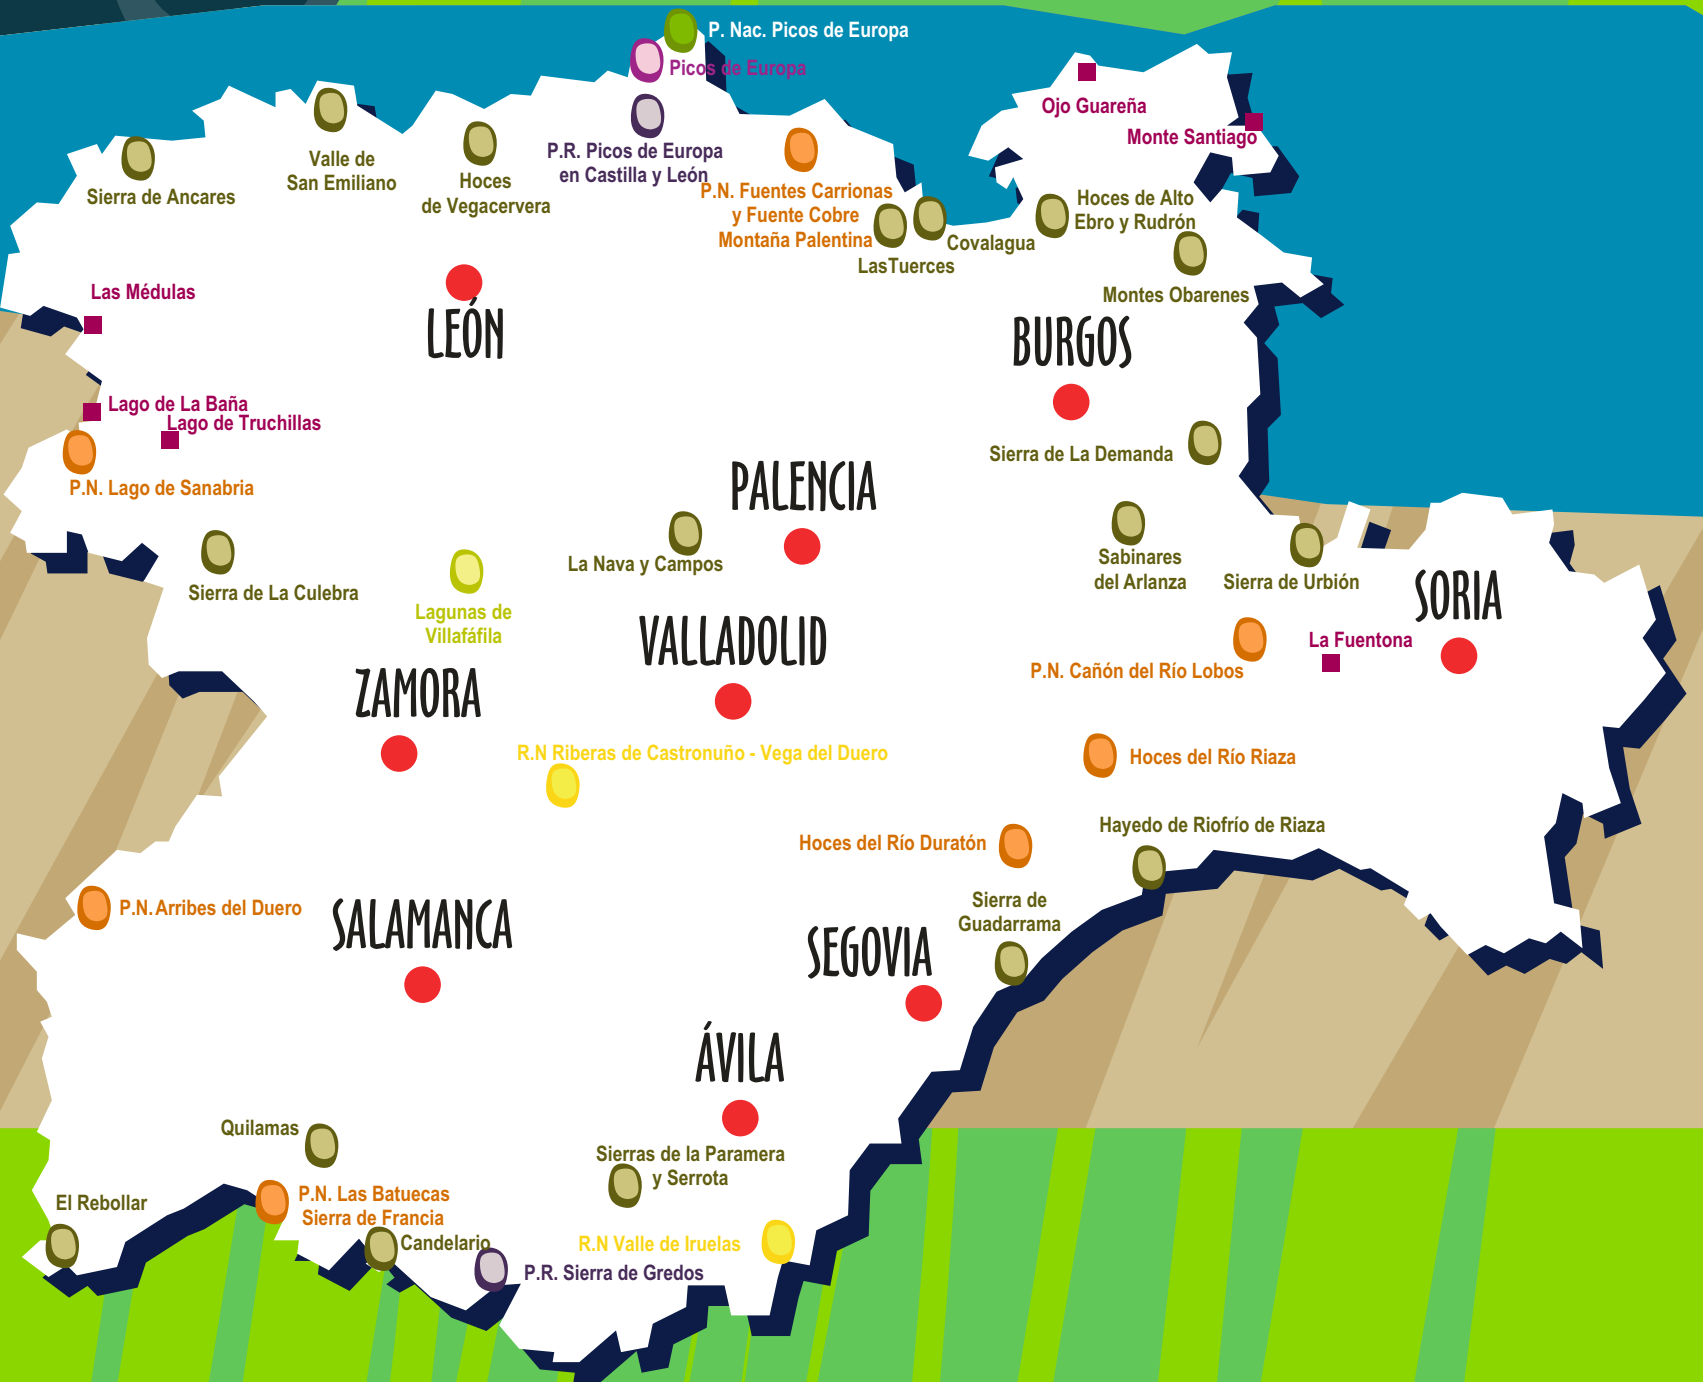 P. Nac. Picos de Europa
Picos de Europa
Ojo Guareña
Monte Santiago
P.R. Picos de Europa
en Castilla y León
Valle de
San Emiliano
Hoces
de Vegacervera
Sierra de Ancares
P.N. Fuentes Carrionas
y Fuente Cobre
Montaña Palentina
Hoces de Alto
Ebro y Rudrón
Covalagua
LasTuerces
Las Médulas
Montes Obarenes
LEÓN
BURGOS
Lago de La Baña
Lago de Truchillas
Sierra de La Demanda
P.N. Lago de Sanabria
PALENCIA
La Nava y Campos
Sabinares
del Arlanza
Sierra de Urbión
Sierra de La Culebra
Lagunas de
Villafáfila
SORIA
VALLADOLID
La Fuentona
P.N. Cañón del Río Lobos
ZAMORA
R.N Riberas de Castronuño - Vega del Duero
Hoces del Río Riaza
Hayedo de Riofrío de Riaza
Hoces del Río Duratón
P.N. Arribes del Duero
Sierra de
Guadarrama
SALAMANCA
SEGOVIA
ÁVILA
Quilamas
Sierras de la Paramera
y Serrota
El Rebollar
P.N. Las Batuecas
Sierra de Francia
Candelario
R.N Valle de Iruelas
P.R. Sierra de Gredos